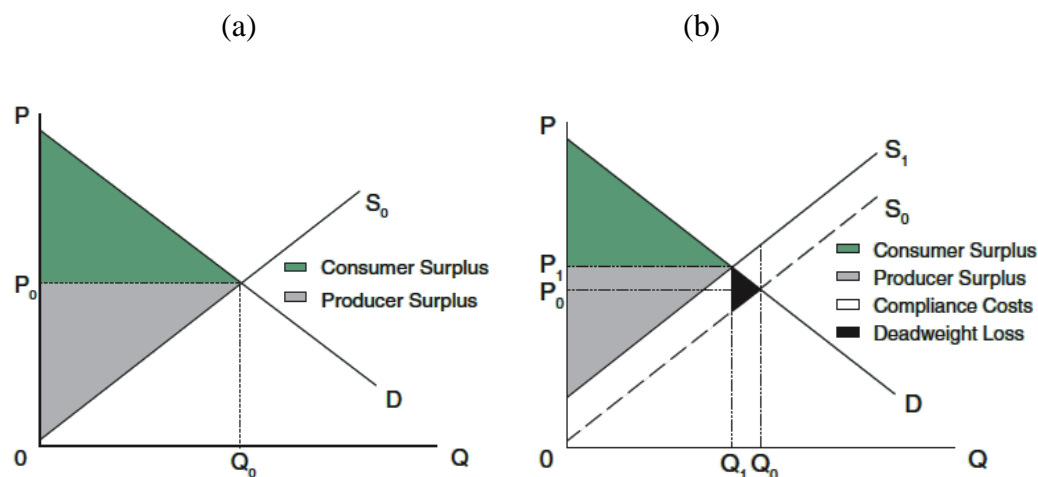 (a)
P
S₀
Consumer Surplus
P₀
Producer Surplus
D
0
Q₀
Q
(b)
P
S₁
S₀
Consumer Surplus
P₁
Producer Surplus
P₀
Compliance Costs
Deadweight Loss
D
0
Q₁ Q₀
Q